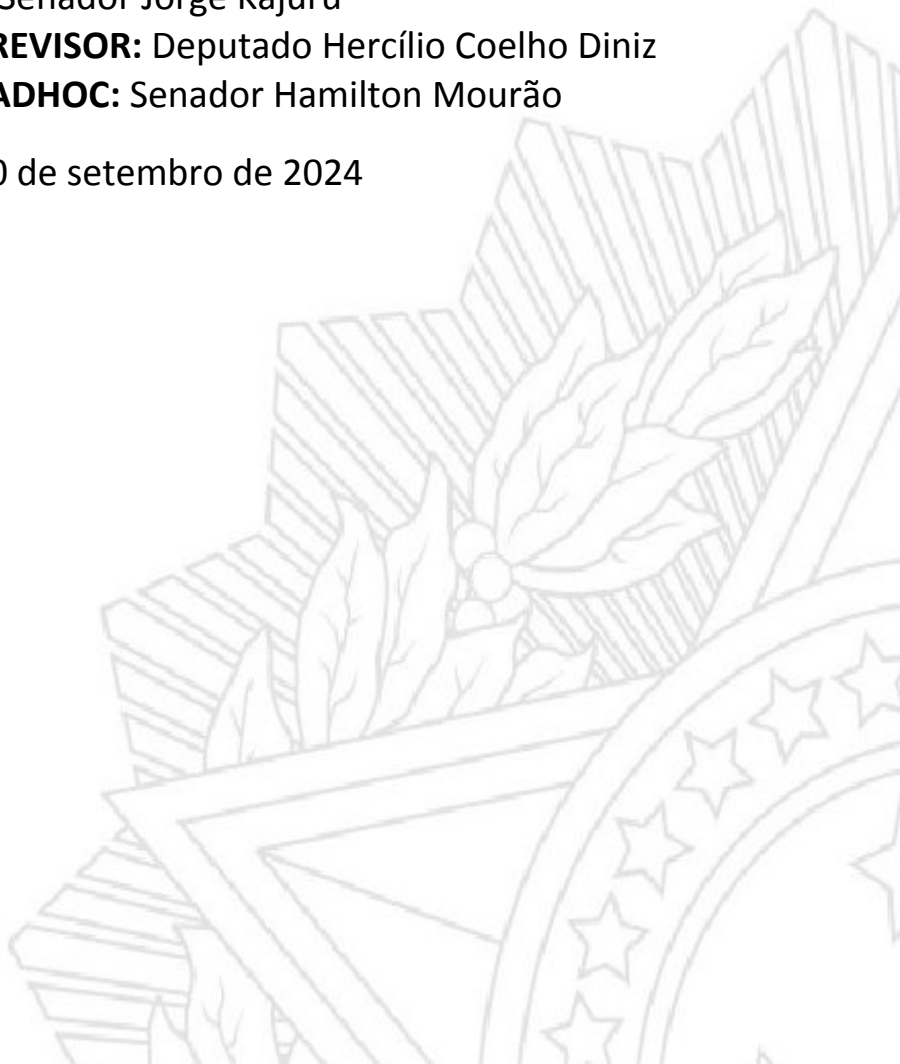 Senador Jorge Kajuru
REVISOR: Deputado Hercílio Coelho Diniz
ADHOC: Senador Hamilton Mourão
0 de setembro de 2024